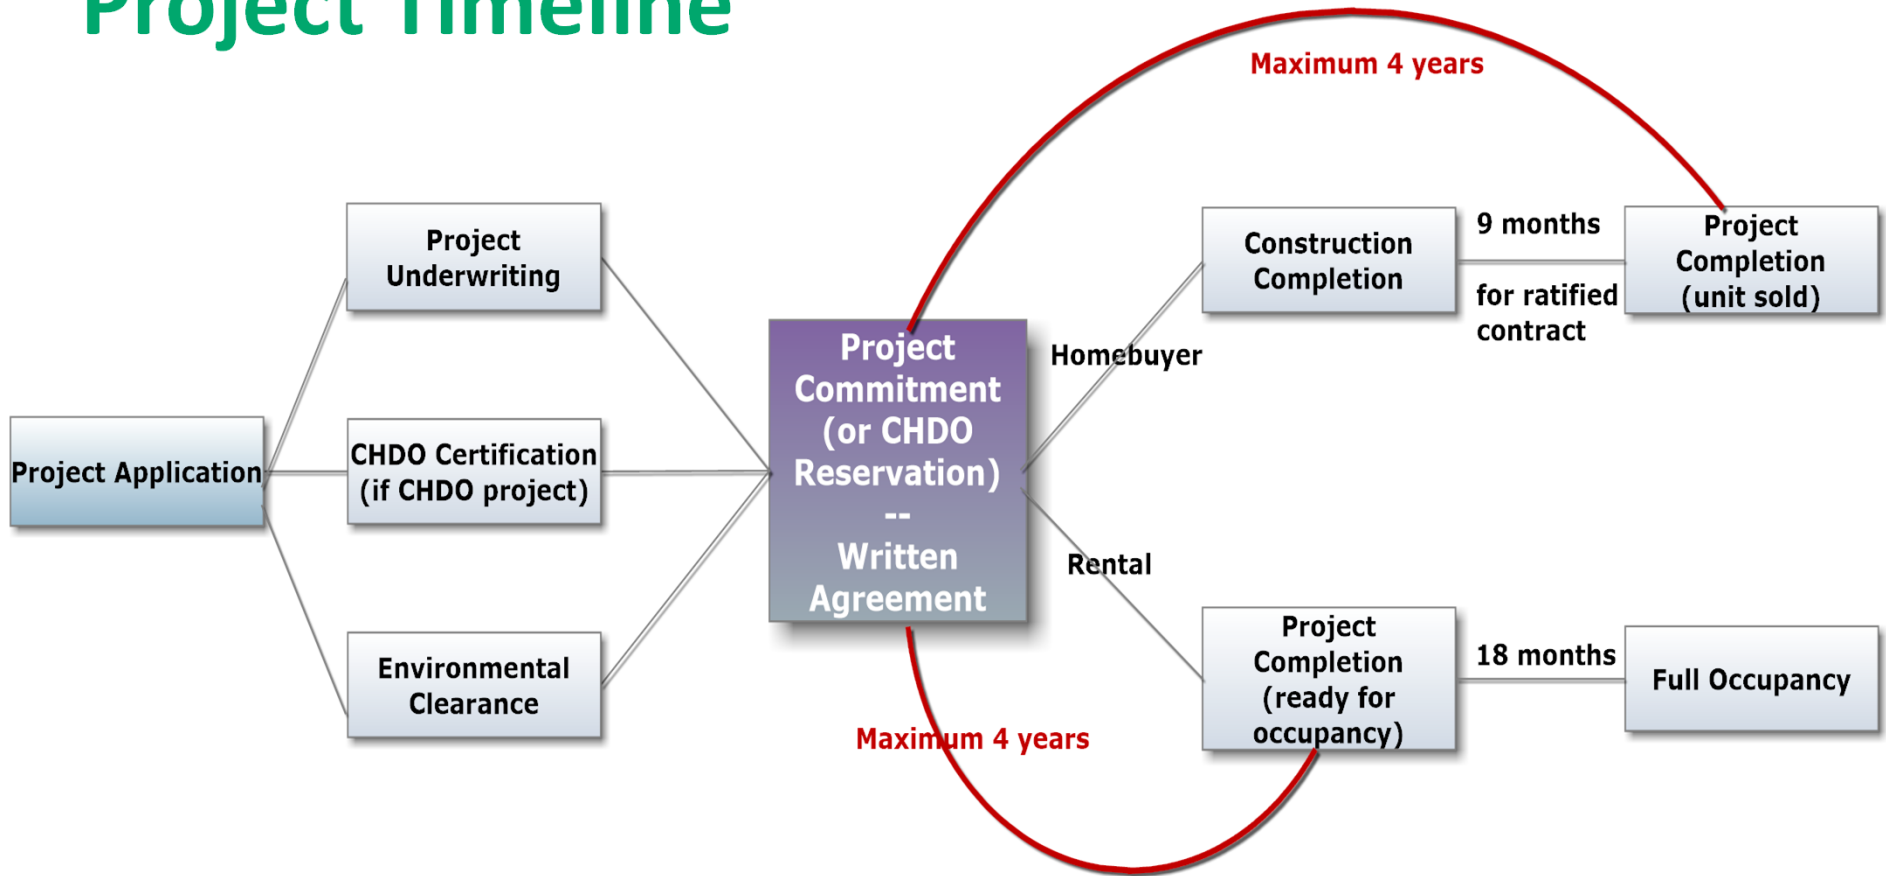 Project Timeline
Maximum 4 years
Project
Underwriting
Project Application
CHDO Certification
(if CHDO project)
Environmental
Clearance
Project
Commitment
(or CHDO
Reservation)
--
Written
Agreement
Homebuyer
Construction
Completion
9 months
for ratified
contract
Project
Completion
(unit sold)
Rental
Project
Completion
(ready for
occupancy)
18 months
Full Occupancy
Maximum 4 years